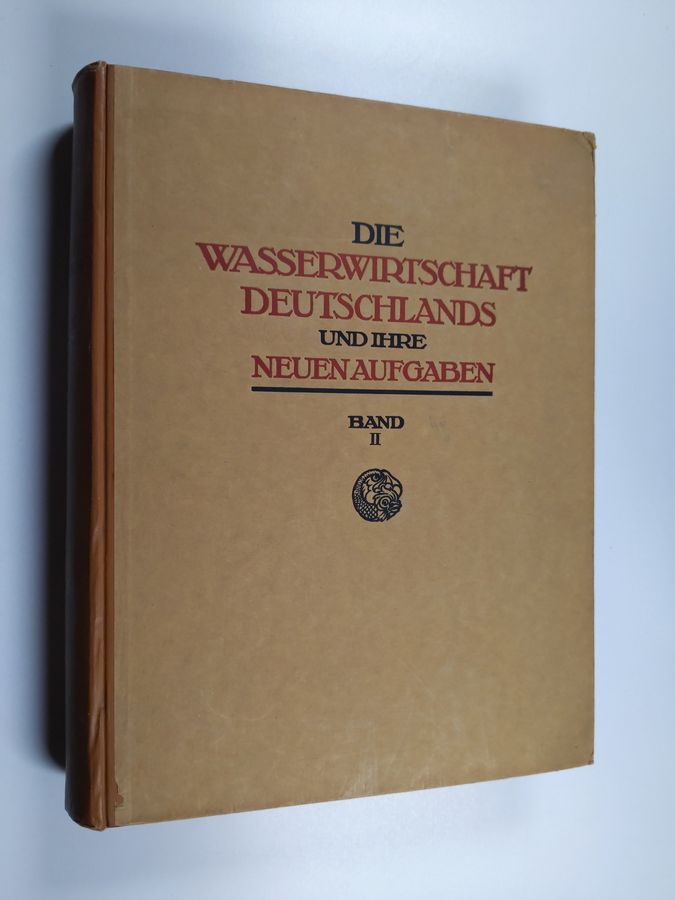 DIE
WASSERWIRTSCHAFT
DEUTSCHLANDS
UND IHRE
NEUEN AUFGABEN
BAND
II